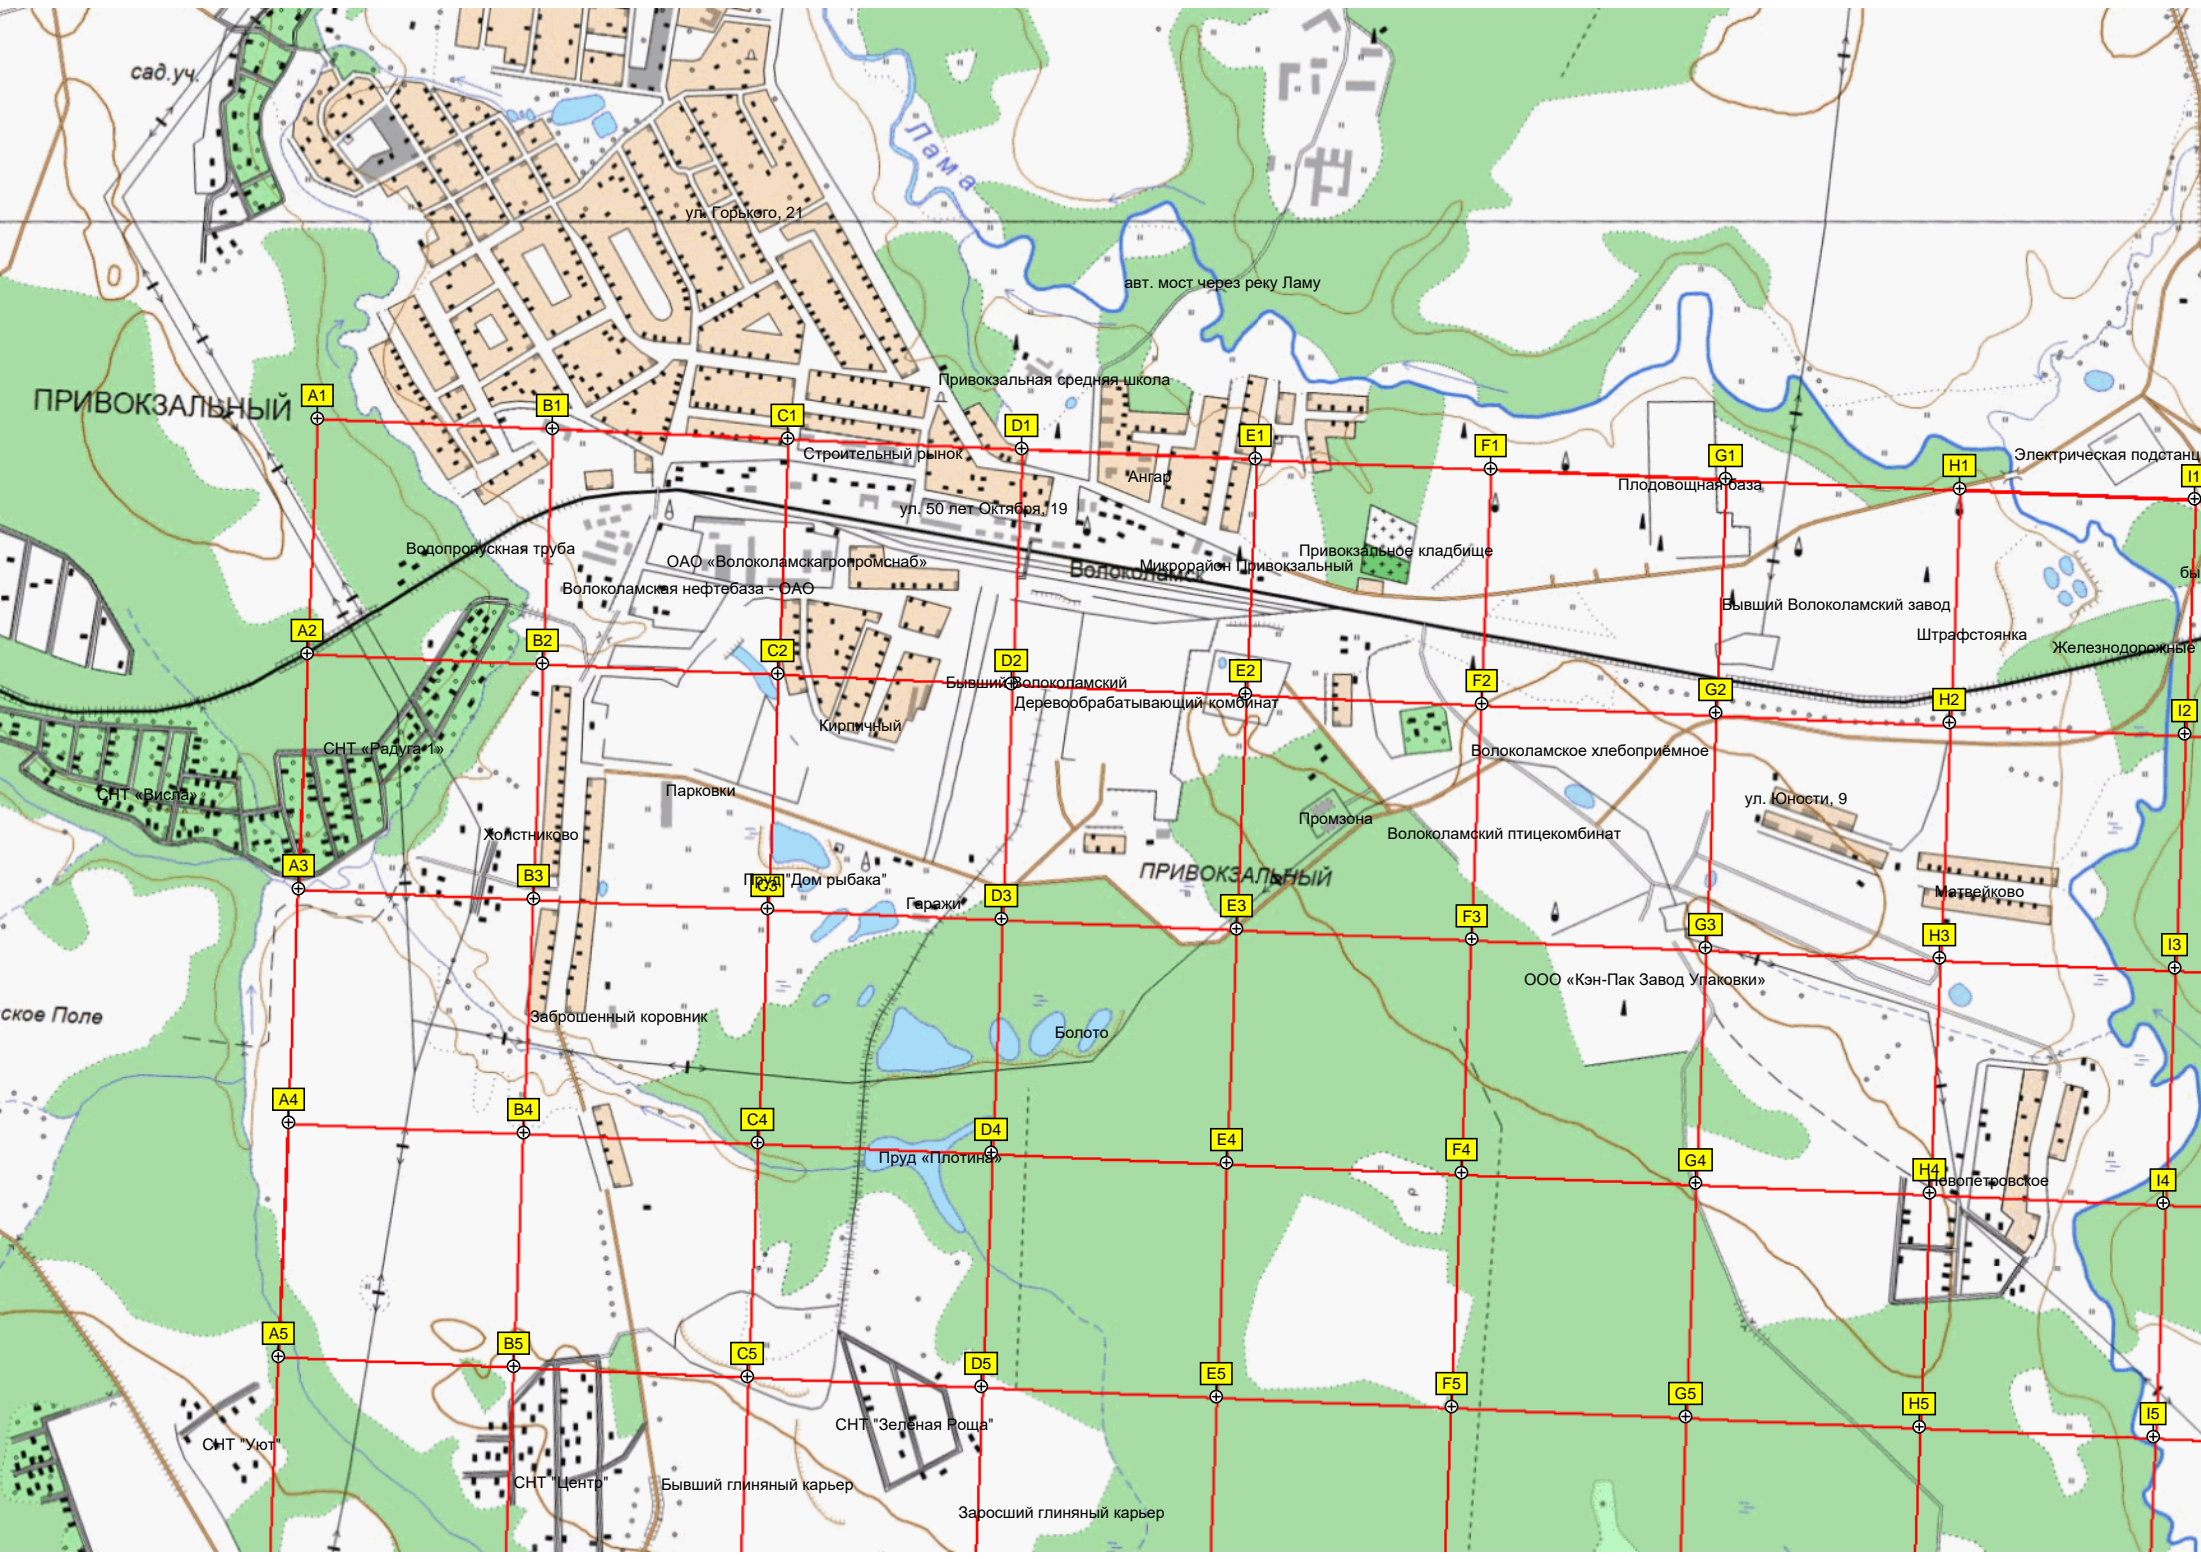 сад.уч.
Лама
ул. Горького, 21
авт. мост через реку Ламу
Привокзальная средняя школа
ПРИВОКЗАЛЬНЫЙ
A1
B1
C1
D1
E1
F1
G1
H1
I1
Строительный рынок
Электрическая подстанц
Ангар
Плодовощная база
ул. 50 лет Октября, 19
Водопропускная труба
ОАО «Волоколамскагропромснаб»
Привокзальное кладбище
Микрорайон Привокзальный
Волоколамск
бы
Волоколамская нефтебаза - ОАО
Бывший Волоколамский завод
Штрафстоянка
Железнодорожные
A2
B2
C2
D2
E2
F2
G2
H2
I2
Бывший Волоколамский
Деревообрабатывающий комбинат
Кирпичный
СНТ «Радуга-1»
Волоколамское хлебоприёмное
СНТ «Висла»
Парковки
ул. Юности, 9
Промзона
Холстниково
Волоколамский птицекомбинат
ПРИВОКЗАЛЬНЫЙ
Пруд "Дом рыбака"
Матвейково
Гаражи
A3
B3
C3
D3
E3
F3
G3
H3
I3
ООО «Кэн-Пак Завод Упаковки»
ское Поле
Заброшенный коровник
Болото
A4
B4
C4
D4
E4
F4
G4
H4
I4
Пруд «Плотина»
Новопетровское
A5
B5
C5
D5
E5
F5
G5
H5
I5
СНТ "Зелёная Роща"
СНТ "Уют"
СНТ "Центр"
Бывший глиняный карьер
Заросший глиняный карьер